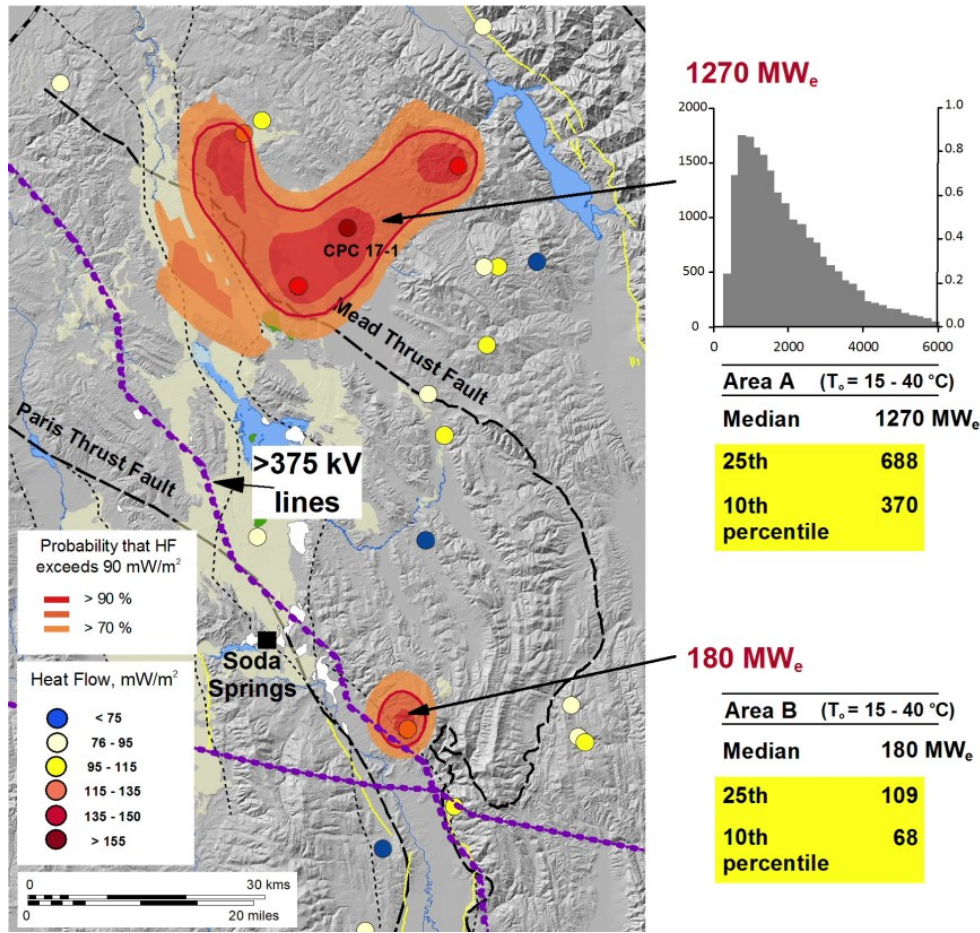 1270 MWe
2000
1500
1000
500
0
1.0
0.8
0.6
0.4
0.2
0.0
0 2000 4000 6000
Area A (To = 15 - 40 °C)
Median 1270 MWe
25th 688
10th 370
percentile
CPC 17-1
Mead Thrust Fault
Paris Thrust Fault
>375 kV
lines
Probability that HF
exceeds 90 mW/m²
> 90 %
> 70 %
Soda
Springs
Heat Flow, mW/m²
< 75
76 - 95
95 - 115
115 - 135
135 - 150
> 155
0 30 kms
0 20 miles
180 MWe
Area B (To = 15 - 40 °C)
Median 180 MWe
25th 109
10th 68
percentile